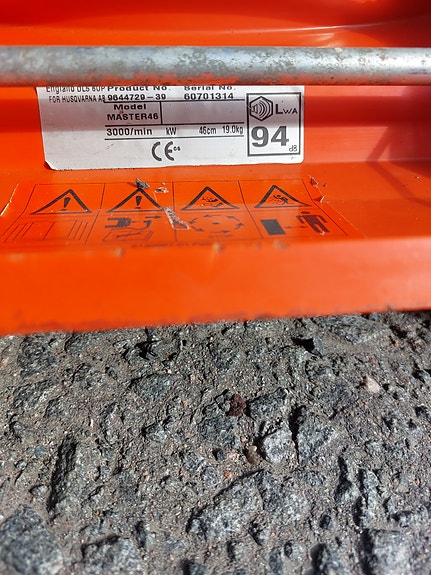 England DL5 6UP Product No. Serial No.
FOR HUSQVARNA AB 9644729-39 60701314
Model
MASTER46
3000/min kW 46cm 19.0kg
CE 06
LWA
94
dB